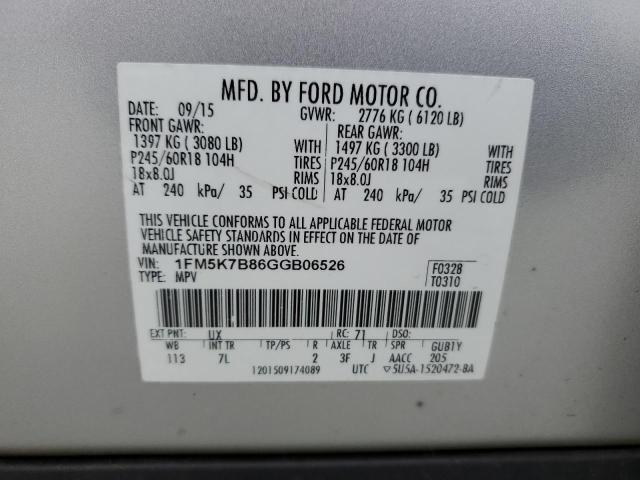 MFD. BY FORD MOTOR CO.
DATE: 09/15 GVWR: 2776 KG ( 6120 LB)
FRONT GAWR: REAR GAWR:
1397 KG ( 3080 LB) WITH 1497 KG ( 3300 LB) WITH
P245/60R18 104H TIRES P245/60R18 104H TIRES
18x8.0J RIMS 18x8.0J RIMS
AT 240 kPa/ 35 PSI COLD AT 240 kPa/ 35 PSI COLD
THIS VEHICLE CONFORMS TO ALL APPLICABLE FEDERAL MOTOR
VEHICLE SAFETY STANDARDS IN EFFECT ON THE DATE OF
MANUFACTURE SHOWN ABOVE.
VIN: 1FM5K7B86GGB06526 F0328
TYPE: MPV T0310
EXT PNT: UX RC: 71 DSO:
WB INT TR TP/PS R AXLE TR SPR GUB1Y
113 7L 2 3F J AACC 205
1201509174089 UTC ▽5U5A-1520472-BA